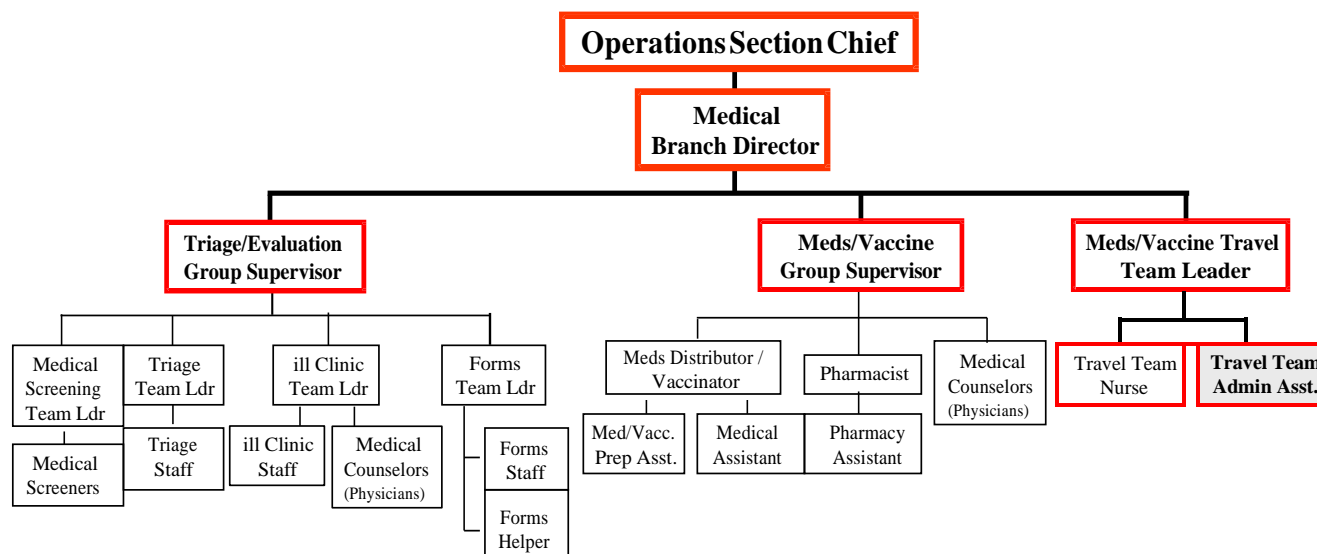 Operations Section Chief
Medical
Branch Director
Triage/Evaluation
Group Supervisor
Meds/Vaccine
Group Supervisor
Meds/Vaccine Travel
Team Leader
Medical
Screening
Team Ldr
Triage
Team Ldr
ill Clinic
Team Ldr
Forms
Team Ldr
Meds Distributor /
Vaccinator
Pharmacist
Medical
Counselors
(Physicians)
Travel Team
Nurse
Travel Team
Admin Asst.
Medical
Screeners
Triage
Staff
ill Clinic
Staff
Medical
Counselors
(Physicians)
Forms
Staff
Forms
Helper
Med/Vacc.
Prep Asst.
Medical
Assistant
Pharmacy
Assistant